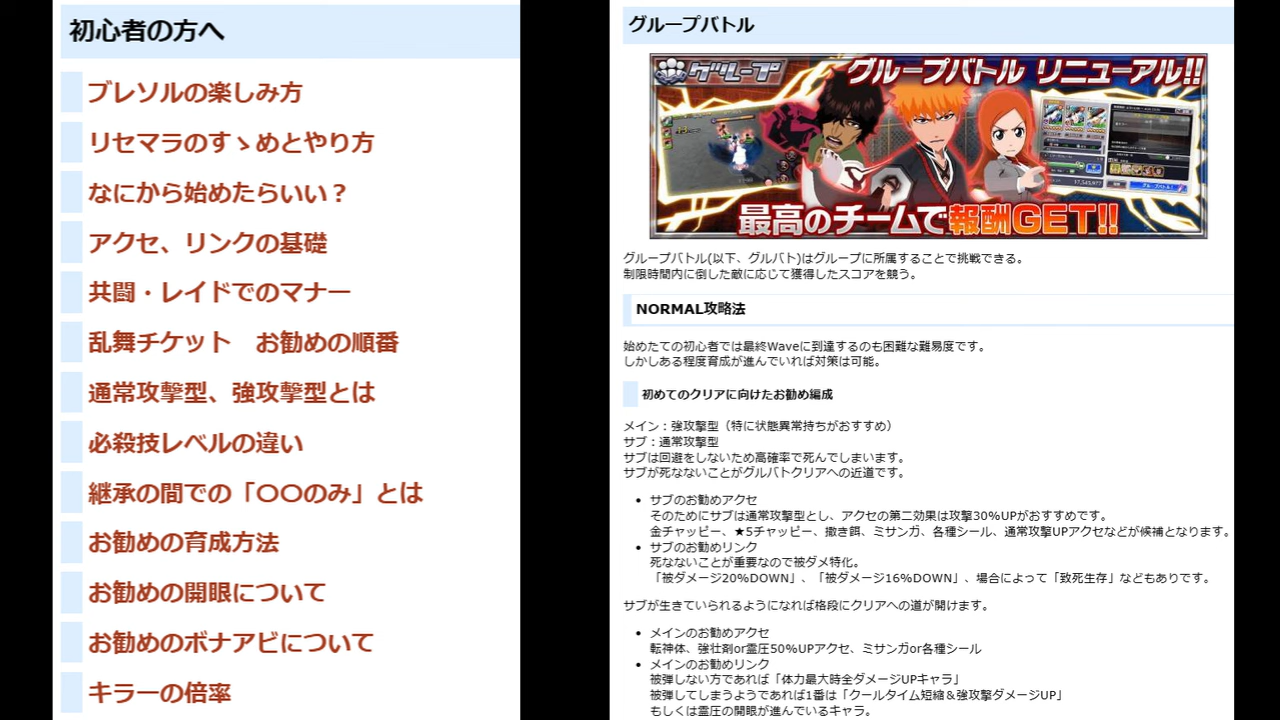 初心者の方へ
ブレソルの楽しみ方
リセマラのすゝめとやり方
なにから始めたらいい？
アクセ、リンクの基礎
共闘・レイドでのマナー
乱舞チケット　お勧めの順番
通常攻撃型、強攻撃型とは
必殺技レベルの違い
継承の間での「〇〇のみ」とは
お勧めの育成方法
お勧めの開眼について
お勧めのボナアビについて
キラーの倍率
グループバトル
グループ
グループバトル リニューアル!!
最高のチームで報酬GET!!
グループバトル(以下、グルバト)はグループに所属することで挑戦できる。
制限時間内に倒した敵に応じて獲得したスコアを競う。
NORMAL攻略法
始めたての初心者では最終Waveに到達するのも困難な難易度です。
しかしある程度育成が進んでいれば対策は可能。
初めてのクリアに向けたお勧め編成
メイン：強攻撃型（特に状態異常持ちがおすすめ）
サブ：通常攻撃型
サブは回避をしないため高確率で死んでしまいます。
サブが死なないことがグルバトクリアへの近道です。
• サブのお勧めアクセ
そのためにサブは通常攻撃型とし、アクセの第二効果は攻撃30%UPがおすすめです。
金チャッピー、★5チャッピー、撒き餌、ミサンガ、各種シール、通常攻撃UPアクセなどが候補となります。
• サブのお勧めリンク
死なないことが重要なので被ダメ特化。
「被ダメージ20%DOWN」、「被ダメージ16%DOWN」、場合によって「致死生存」などもありです。
サブが生きていられるようになれば格段にクリアへの道が開けます。
• メインのお勧めアクセ
転神体、強壮剤or霊圧50%UPアクセ、ミサンガor各種シール
• メインのお勧めリンク
被弾しない方であれば「体力最大時全ダメージUPキャラ」
被弾してしまうようであれば1番は「クールタイム短縮＆強攻撃ダメージUP」
もしくは霊圧の開眼が進んでいるキャラ。